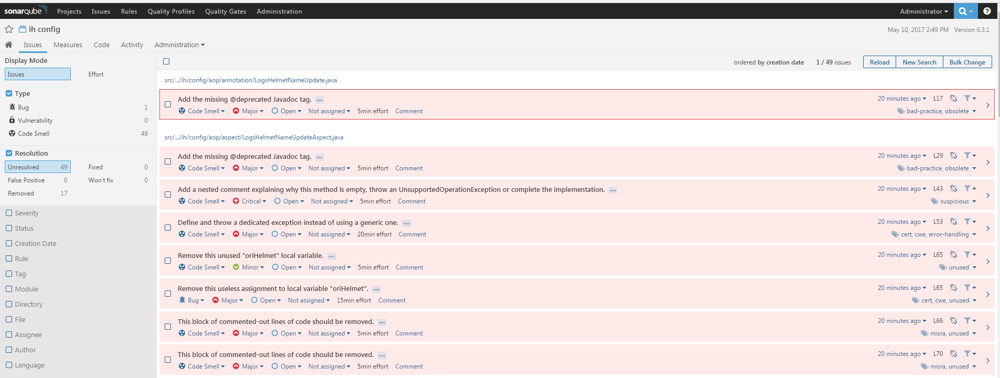 sonarqube Projects Issues Rules Quality Profiles Quality Gates Administration Administrator ?
ih config May 10, 2017 2:49 PM Version 6.3.1
Issues Measures Code Activity Administration
Display Mode
Issues Effort
Type
Bug 1
Vulnerability 0
Code Smell 48
Resolution
Unresolved 49 Fixed 0
False Positive 0 Won't fix 0
Removed 17
Severity
Status
Creation Date
Rule
Tag
Module
Directory
File
Assignee
Author
Language
ordered by creation date 1 / 49 issues Reload New Search Bulk Change
src/.../ih/config/aop/annotation/LogsHelmetNameUpdate.java
Add the missing @deprecated Javadoc tag. 20 minutes ago L17
Code Smell Major Open Not assigned 5min effort Comment bad-practice, obsolete
src/.../ih/config/aop/aspect/LogsHelmetNameUpdateAspect.java
Add the missing @deprecated Javadoc tag. 20 minutes ago L29
Code Smell Major Open Not assigned 5min effort Comment bad-practice, obsolete
Add a nested comment explaining why this method is empty, throw an UnsupportedOperationException or complete the implementation. 20 minutes ago L43
Code Smell Critical Open Not assigned 5min effort Comment suspicious
Define and throw a dedicated exception instead of using a generic one. 20 minutes ago L53
Code Smell Major Open Not assigned 20min effort Comment cert, cwe, error-handling
Remove this unused "oriHelmet" local variable. 20 minutes ago L65
Code Smell Minor Open Not assigned 5min effort Comment unused
Remove this useless assignment to local variable "oriHelmet". 20 minutes ago L65
Bug Major Open Not assigned 15min effort Comment cert, cwe, unused
This block of commented-out lines of code should be removed. 20 minutes ago L66
Code Smell Major Open Not assigned 5min effort Comment misra, unused
This block of commented-out lines of code should be removed. 20 minutes ago L70
Code Smell Major Open Not assigned 5min effort Comment misra, unused